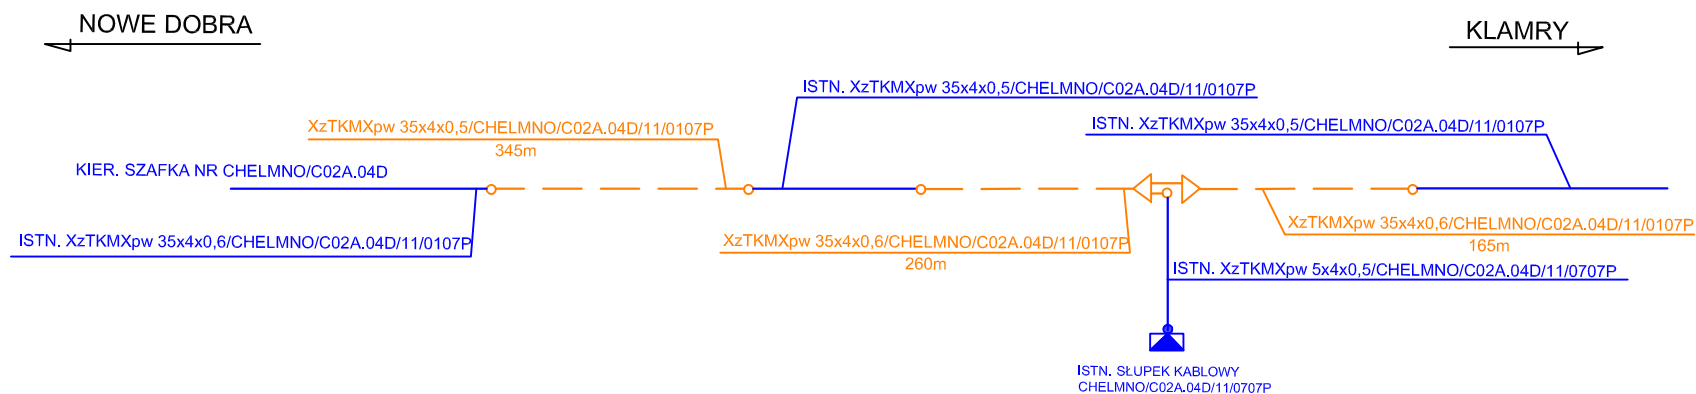 NOWE DOBRA
KLAMRY
ISTN. XzTKMXpw 35x4x0,5/CHELMNO/C02A.04D/11/0107P
XzTKMXpw 35x4x0,5/CHELMNO/C02A.04D/11/0107P
345m
ISTN. XzTKMXpw 35x4x0,5/CHELMNO/C02A.04D/11/0107P
KIER. SZAFKA NR CHELMNO/C02A.04D
ISTN. XzTKMXpw 35x4x0,6/CHELMNO/C02A.04D/11/0107P
XzTKMXpw 35x4x0,6/CHELMNO/C02A.04D/11/0107P
260m
XzTKMXpw 35x4x0,6/CHELMNO/C02A.04D/11/0107P
165m
ISTN. XzTKMXpw 5x4x0,5/CHELMNO/C02A.04D/11/0707P
ISTN. SŁUPEK KABLOWY
CHELMNO/C02A.04D/11/0707P